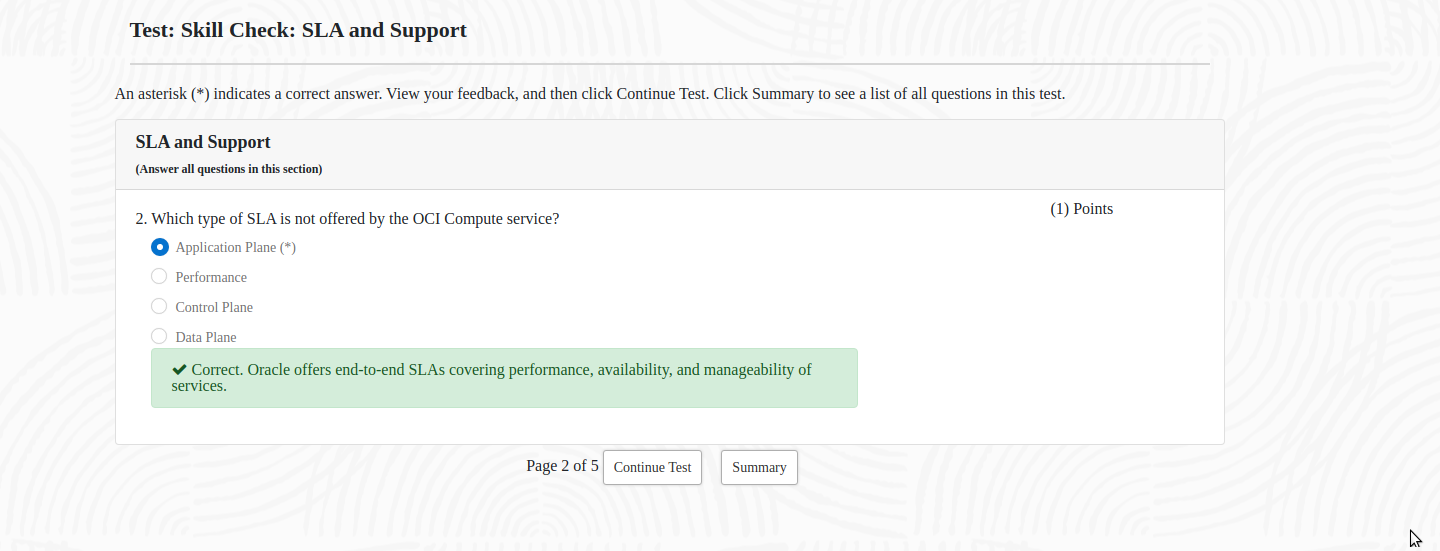 Test: Skill Check: SLA and Support
An asterisk (*) indicates a correct answer. View your feedback, and then click Continue Test. Click Summary to see a list of all questions in this test.
SLA and Support
(Answer all questions in this section)
2. Which type of SLA is not offered by the OCI Compute service?
(1) Points
Application Plane (*)
Performance
Control Plane
Data Plane
Correct. Oracle offers end-to-end SLAs covering performance, availability, and manageability of
services.
Page 2 of 5 Continue Test Summary